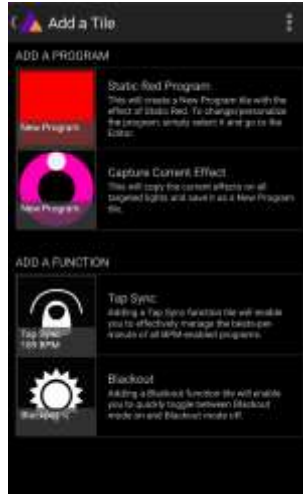 Add a Tile
ADD A PROGRAM
Static Red Program
This will create a New Program tile with the
effect of Static Red. To change/personalize
the program, simply select it and go to the
Editor.
New Program
Capture Current Effect
This will copy the current effects on all
targeted lights and save it as a New Program
tile.
New Program
ADD A FUNCTION
Tap Sync
Adding a Tap Sync function tile will enable
you to effectively manage the beats-per-
minute of all BPM-enabled programs.
Tap Sync
BPM
Blackout
Adding a Blackout function tile will enable
you to quickly toggle between Blackout
mode on and Blackout mode off.
Blackout